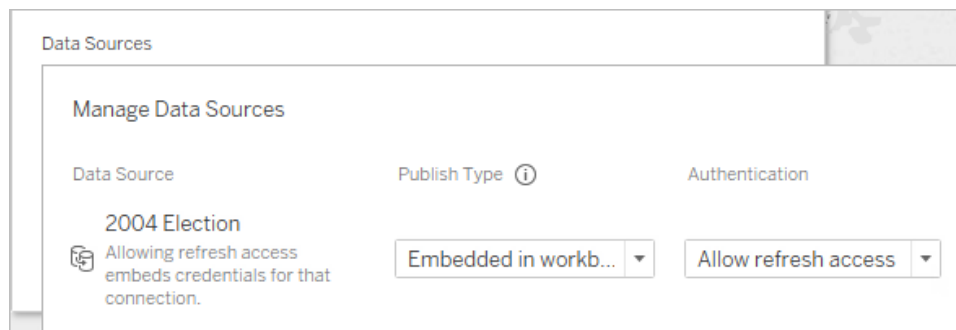 Data Sources
Manage Data Sources
Data Source Publish Type Authentication
2004 Election
Allowing refresh access
embeds credentials for that
connection.
Embedded in workb... Allow refresh access